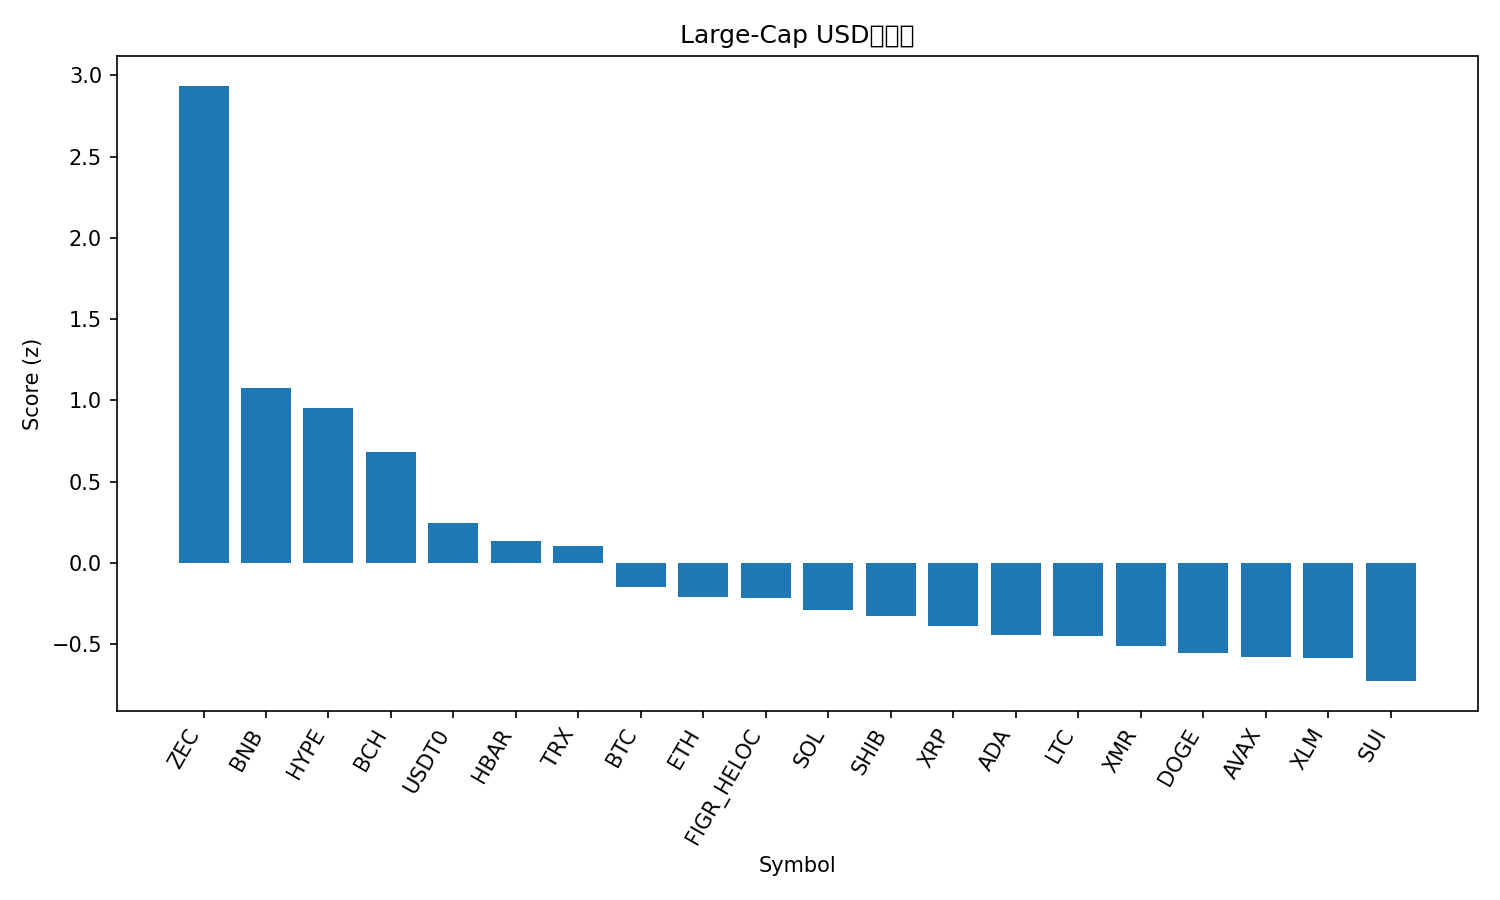 Large-Cap USD
3.0
2.5
2.0
1.5
1.0
0.5
0.0
−0.5
Score (z)
ZEC
BNB
HYPE
BCH
USDT0
HBAR
TRX
BTC
ETH
FIGR_HELOC
SOL
SHIB
XRP
ADA
LTC
XMR
DOGE
AVAX
XLM
SUI
Symbol